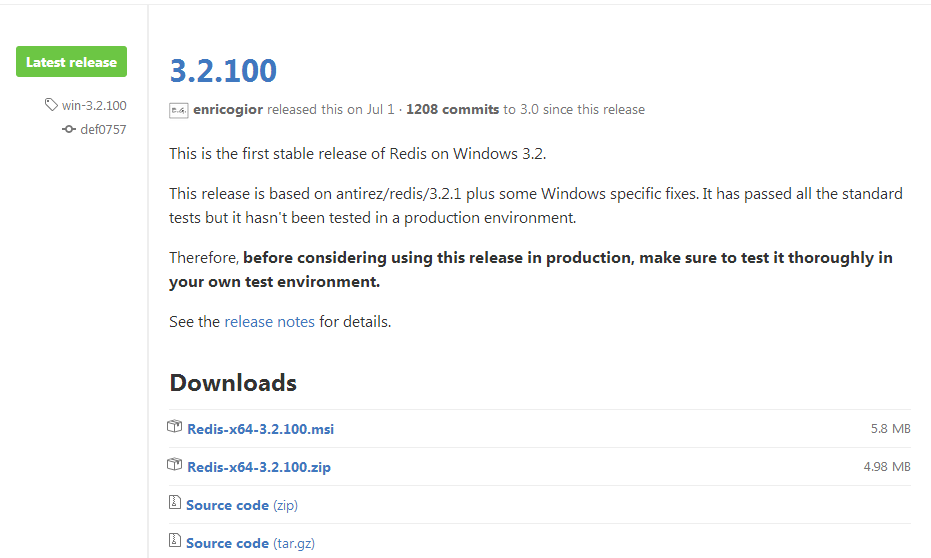 Latest release
win-3.2.100
def0757
3.2.100
enricogior released this on Jul 1 · 1208 commits to 3.0 since this release
This is the first stable release of Redis on Windows 3.2.
This release is based on antirez/redis/3.2.1 plus some Windows specific fixes. It has passed all the standard
tests but it hasn't been tested in a production environment.
Therefore, before considering using this release in production, make sure to test it thoroughly in
your own test environment.
See the release notes for details.
Downloads
Redis-x64-3.2.100.msi 5.8 MB
Redis-x64-3.2.100.zip 4.98 MB
Source code (zip)
Source code (tar.gz)